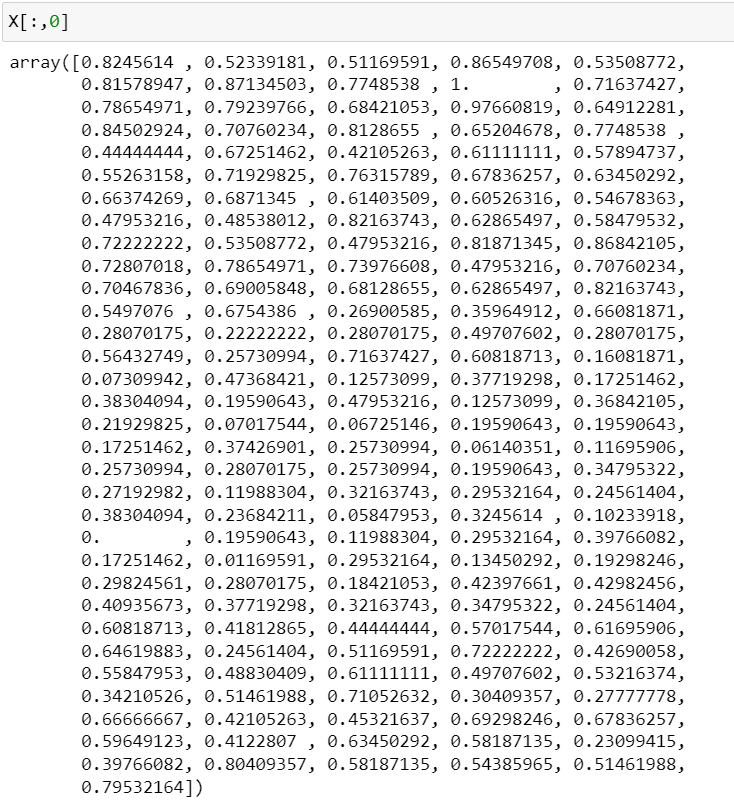 X[:,0]
array([0.8245614 , 0.52339181, 0.51169591, 0.86549708, 0.53508772,
0.81578947, 0.87134503, 0.7748538 , 1.        , 0.71637427,
0.78654971, 0.79239766, 0.68421053, 0.97660819, 0.64912281,
0.84502924, 0.70760234, 0.8128655 , 0.65204678, 0.7748538 ,
0.44444444, 0.67251462, 0.42105263, 0.61111111, 0.57894737,
0.55263158, 0.71929825, 0.76315789, 0.67836257, 0.63450292,
0.66374269, 0.6871345 , 0.61403509, 0.60526316, 0.54678363,
0.47953216, 0.48538012, 0.82163743, 0.62865497, 0.58479532,
0.72222222, 0.53508772, 0.47953216, 0.81871345, 0.86842105,
0.72807018, 0.78654971, 0.73976608, 0.47953216, 0.70760234,
0.70467836, 0.69005848, 0.68128655, 0.62865497, 0.82163743,
0.5497076 , 0.6754386 , 0.26900585, 0.35964912, 0.66081871,
0.28070175, 0.22222222, 0.28070175, 0.49707602, 0.28070175,
0.56432749, 0.25730994, 0.71637427, 0.60818713, 0.16081871,
0.07309942, 0.47368421, 0.12573099, 0.37719298, 0.17251462,
0.38304094, 0.19590643, 0.47953216, 0.12573099, 0.36842105,
0.21929825, 0.07017544, 0.06725146, 0.19590643, 0.19590643,
0.17251462, 0.37426901, 0.25730994, 0.06140351, 0.11695906,
0.25730994, 0.28070175, 0.25730994, 0.19590643, 0.34795322,
0.27192982, 0.11988304, 0.32163743, 0.29532164, 0.24561404,
0.38304094, 0.23684211, 0.05847953, 0.3245614 , 0.10233918,
0.        , 0.19590643, 0.11988304, 0.29532164, 0.39766082,
0.17251462, 0.01169591, 0.29532164, 0.13450292, 0.19298246,
0.29824561, 0.28070175, 0.18421053, 0.42397661, 0.42982456,
0.40935673, 0.37719298, 0.32163743, 0.34795322, 0.24561404,
0.60818713, 0.41812865, 0.44444444, 0.57017544, 0.61695906,
0.64619883, 0.24561404, 0.51169591, 0.72222222, 0.42690058,
0.55847953, 0.48830409, 0.61111111, 0.49707602, 0.53216374,
0.34210526, 0.51461988, 0.71052632, 0.30409357, 0.27777778,
0.66666667, 0.42105263, 0.45321637, 0.69298246, 0.67836257,
0.59649123, 0.4122807 , 0.63450292, 0.58187135, 0.23099415,
0.39766082, 0.80409357, 0.58187135, 0.54385965, 0.51461988,
0.79532164])